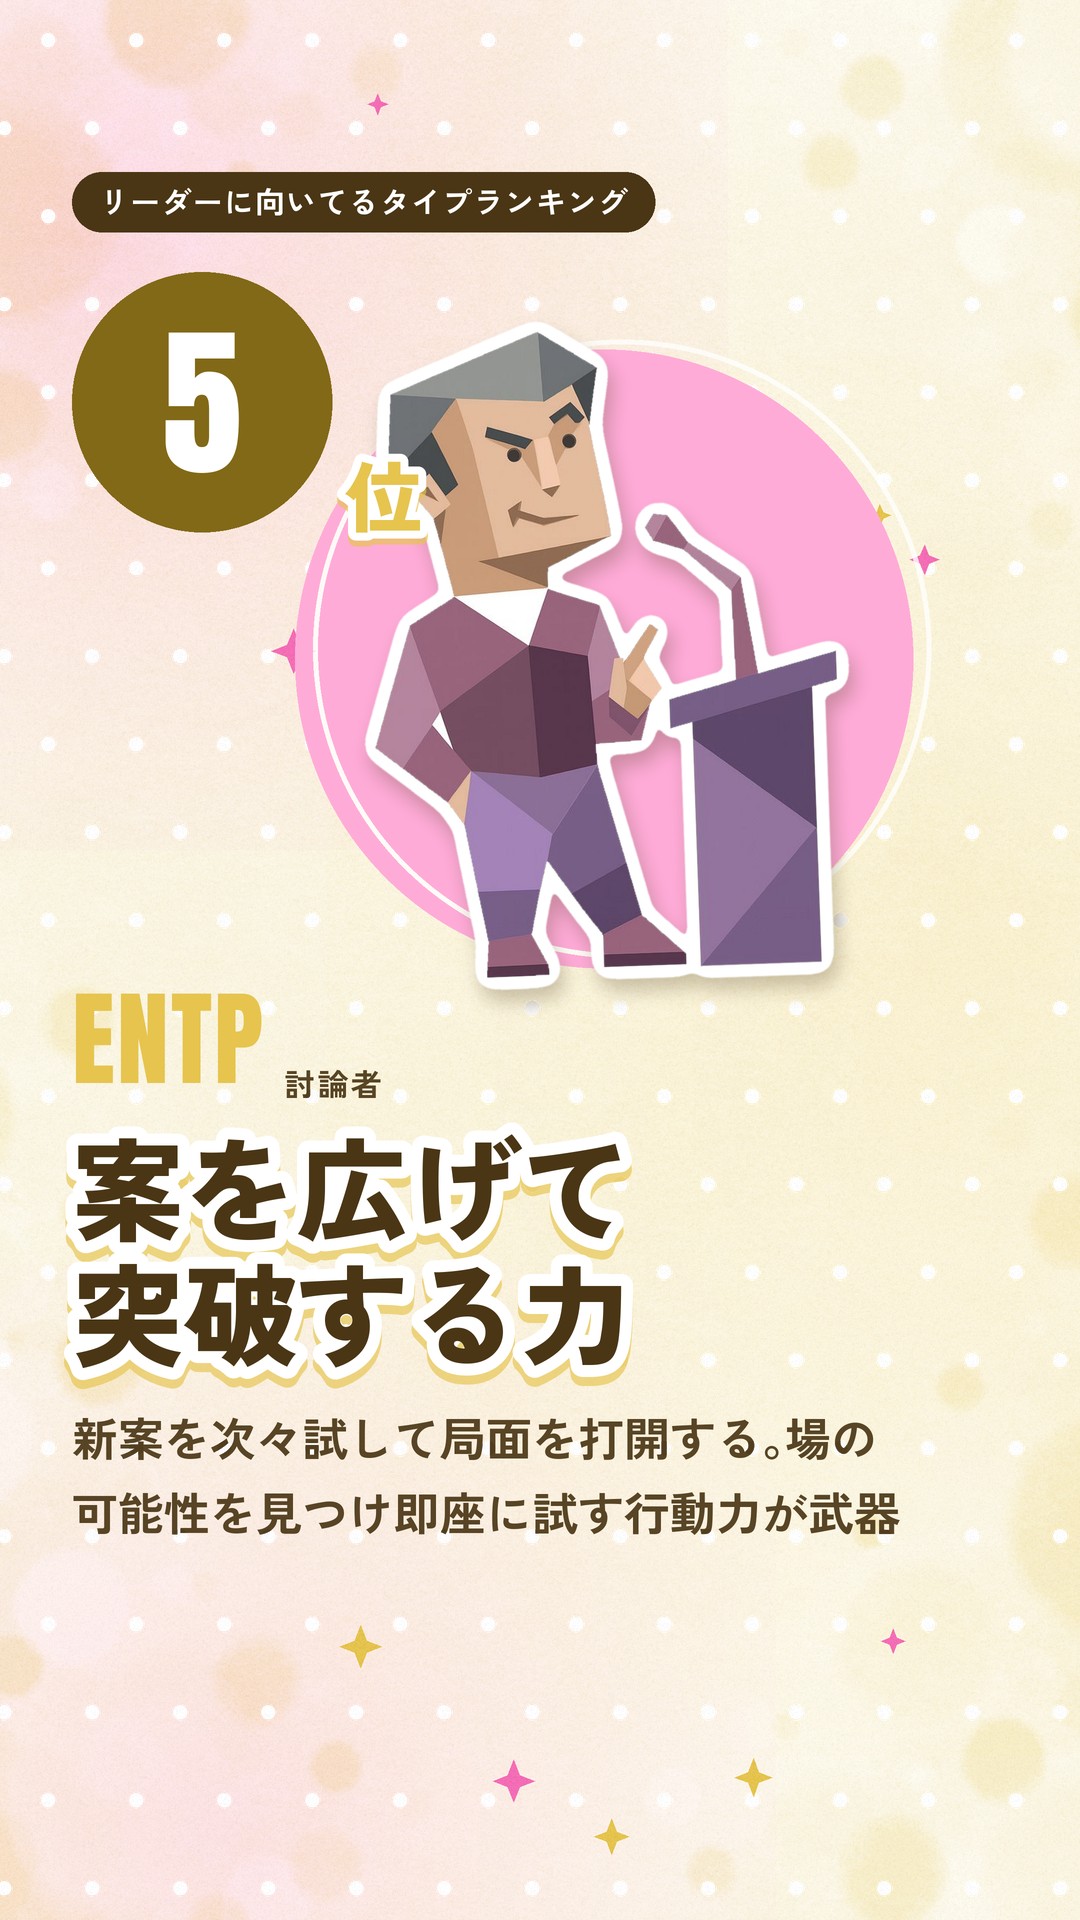 リーダーに向いてるタイプランキング
5
位
ENTP
討論者
案を広げて
突破する力
新案を次々試して局面を打開する。場の
可能性を見つけ即座に試す行動力が武器